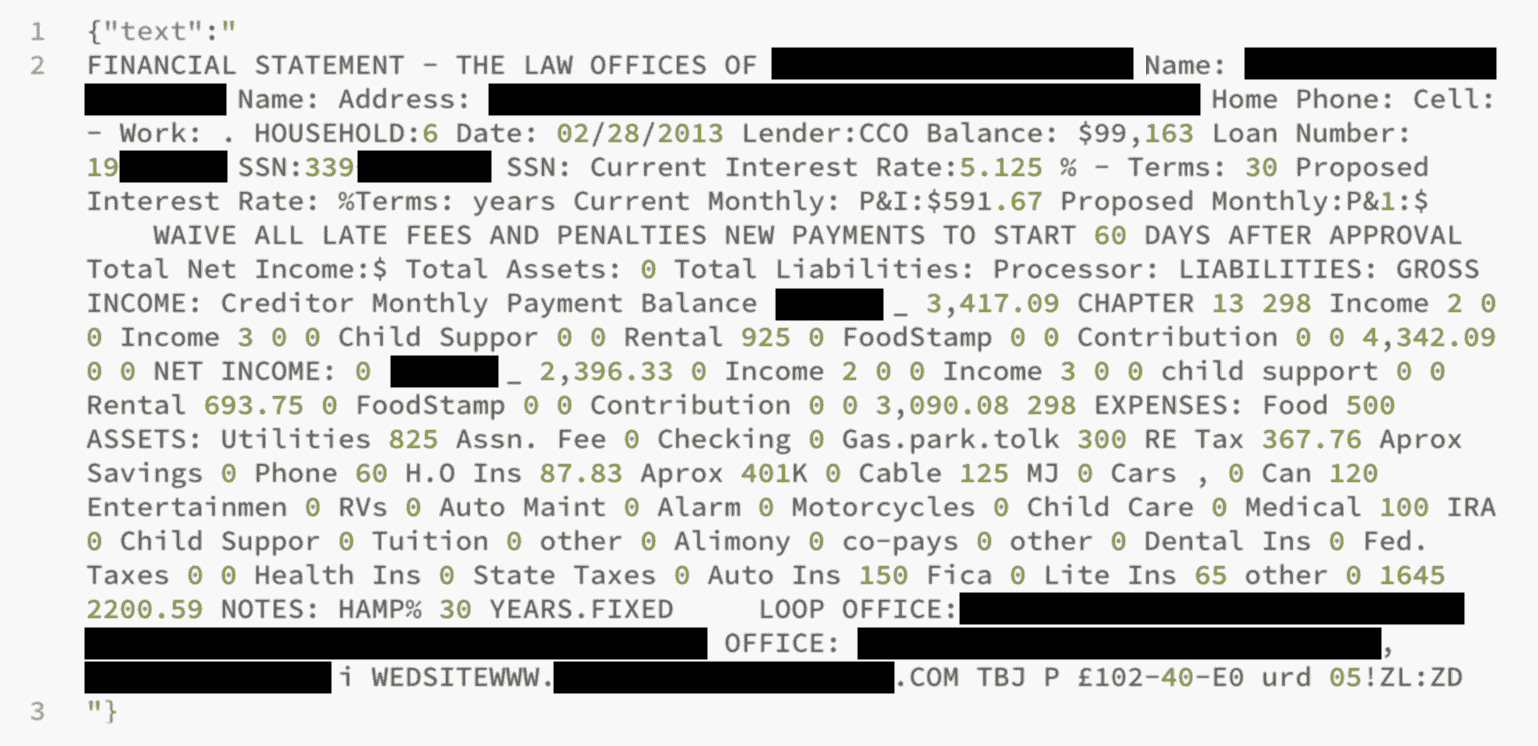 1 {"text":"
2 FINANCIAL STATEMENT - THE LAW OFFICES OF Name:
Name: Address: Home Phone: Cell:
- Work: . HOUSEHOLD:6 Date: 02/28/2013 Lender:CCO Balance: $99,163 Loan Number:
19 SSN:339 SSN: Current Interest Rate:5.125 % - Terms: 30 Proposed
Interest Rate: %Terms: years Current Monthly: P&I:$591.67 Proposed Monthly:P&1:$
WAIVE ALL LATE FEES AND PENALTIES NEW PAYMENTS TO START 60 DAYS AFTER APPROVAL
Total Net Income:$ Total Assets: 0 Total Liabilities: Processor: LIABILITIES: GROSS
INCOME: Creditor Monthly Payment Balance _ 3,417.09 CHAPTER 13 298 Income 2 0
0 Income 3 0 0 Child Suppor 0 0 Rental 925 0 FoodStamp 0 0 Contribution 0 0 4,342.09
0 0 NET INCOME: 0 _ 2,396.33 0 Income 2 0 0 Income 3 0 0 child support 0 0
Rental 693.75 0 FoodStamp 0 0 Contribution 0 0 3,090.08 298 EXPENSES: Food 500
ASSETS: Utilities 825 Assn. Fee 0 Checking 0 Gas.park.tolk 300 RE Tax 367.76 Aprox
Savings 0 Phone 60 H.O Ins 87.83 Aprox 401K 0 Cable 125 MJ 0 Cars , 0 Can 120
Entertainmen 0 RVs 0 Auto Maint 0 Alarm 0 Motorcycles 0 Child Care 0 Medical 100 IRA
0 Child Suppor 0 Tuition 0 other 0 Alimony 0 co-pays 0 other 0 Dental Ins 0 Fed.
Taxes 0 0 Health Ins 0 State Taxes 0 Auto Ins 150 Fica 0 Lite Ins 65 other 0 1645
2200.59 NOTES: HAMP% 30 YEARS.FIXED LOOP OFFICE:
OFFICE: ,
i WEDSITEWWW. .COM TBJ P £102-40-E0 urd 05!ZL:ZD
3 "}